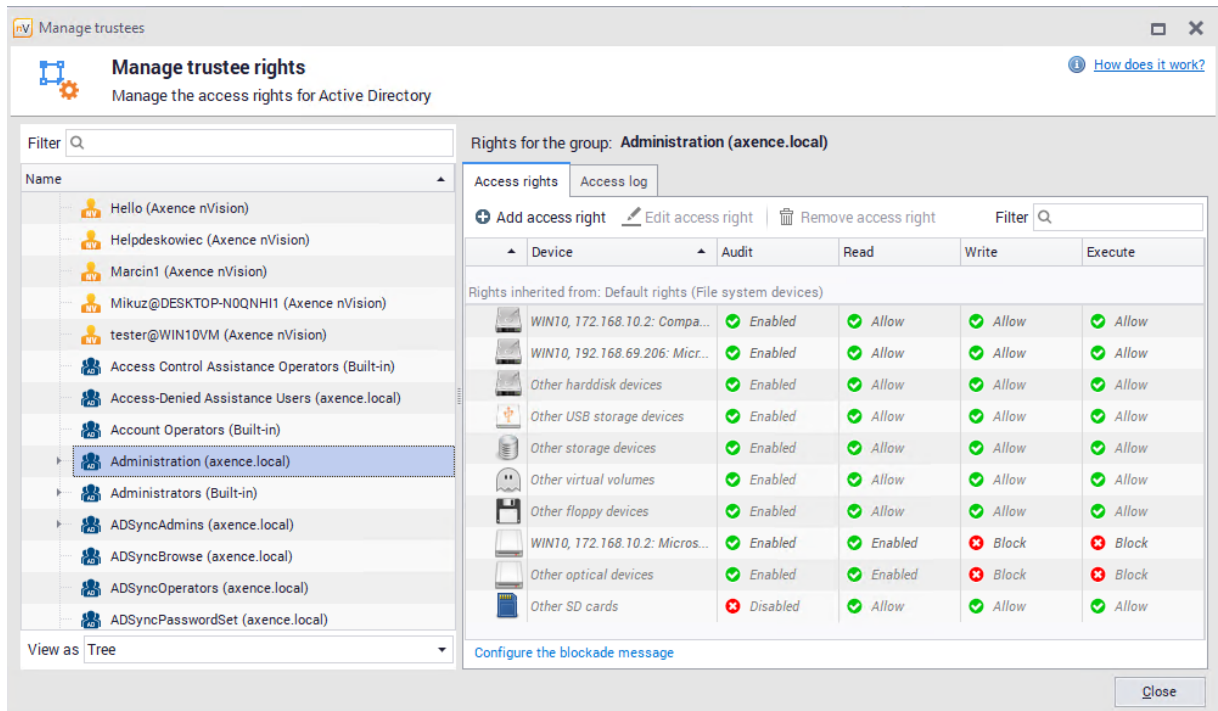 nV Manage trustees
Manage trustee rights
Manage the access rights for Active Directory
How does it work?
Filter
Name
Hello (Axence nVision)
Helpdeskowiec (Axence nVision)
Marcin1 (Axence nVision)
Mikuz@DESKTOP-N0QNHI1 (Axence nVision)
tester@WIN10VM (Axence nVision)
Access Control Assistance Operators (Built-in)
Access-Denied Assistance Users (axence.local)
Account Operators (Built-in)
Administration (axence.local)
Administrators (Built-in)
ADSyncAdmins (axence.local)
ADSyncBrowse (axence.local)
ADSyncOperators (axence.local)
ADSyncPasswordSet (axence.local)
View as Tree
Rights for the group: Administration (axence.local)
Access rights Access log
Add access right Edit access right Remove access right Filter
Device Audit Read Write Execute
Rights inherited from: Default rights (File system devices)
WIN10, 172.168.10.2: Compa... Enabled Allow Allow Allow
WIN10, 192.168.69.206: Micr... Enabled Allow Allow Allow
Other harddisk devices Enabled Allow Allow Allow
Other USB storage devices Enabled Allow Allow Allow
Other storage devices Enabled Allow Allow Allow
Other virtual volumes Enabled Allow Allow Allow
Other floppy devices Enabled Allow Allow Allow
WIN10, 172.168.10.2: Micros... Enabled Enabled Block Block
Other optical devices Enabled Enabled Block Block
Other SD cards Disabled Allow Allow Allow
Configure the blockade message
Close